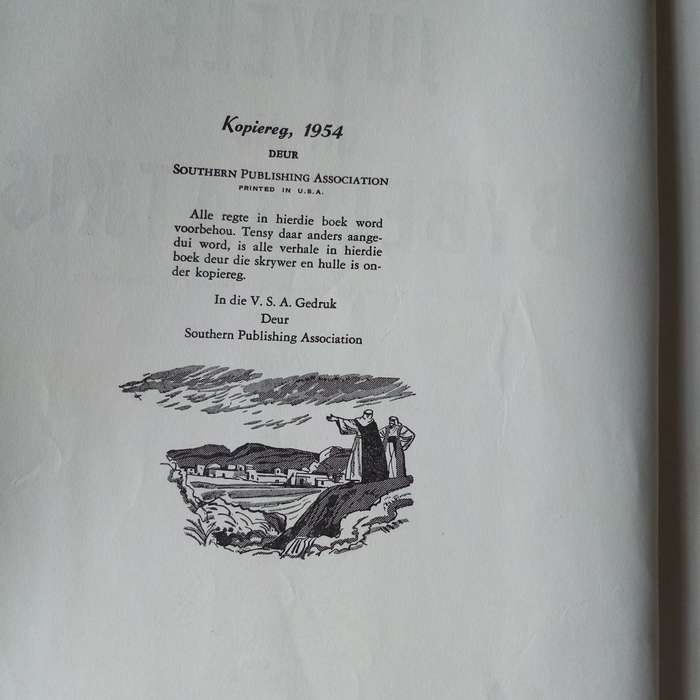 Kopiereg, 1954
DEUR
SOUTHERN PUBLISHING ASSOCIATION
PRINTED IN U.S.A.
Alle regte in hierdie boek word
voorbehou. Tensy daar anders aange-
dui word, is alle verhale in hierdie
boek deur die skrywer en hulle is on-
der kopiereg.
In die V. S. A. Gedruk
Deur
Southern Publishing Association